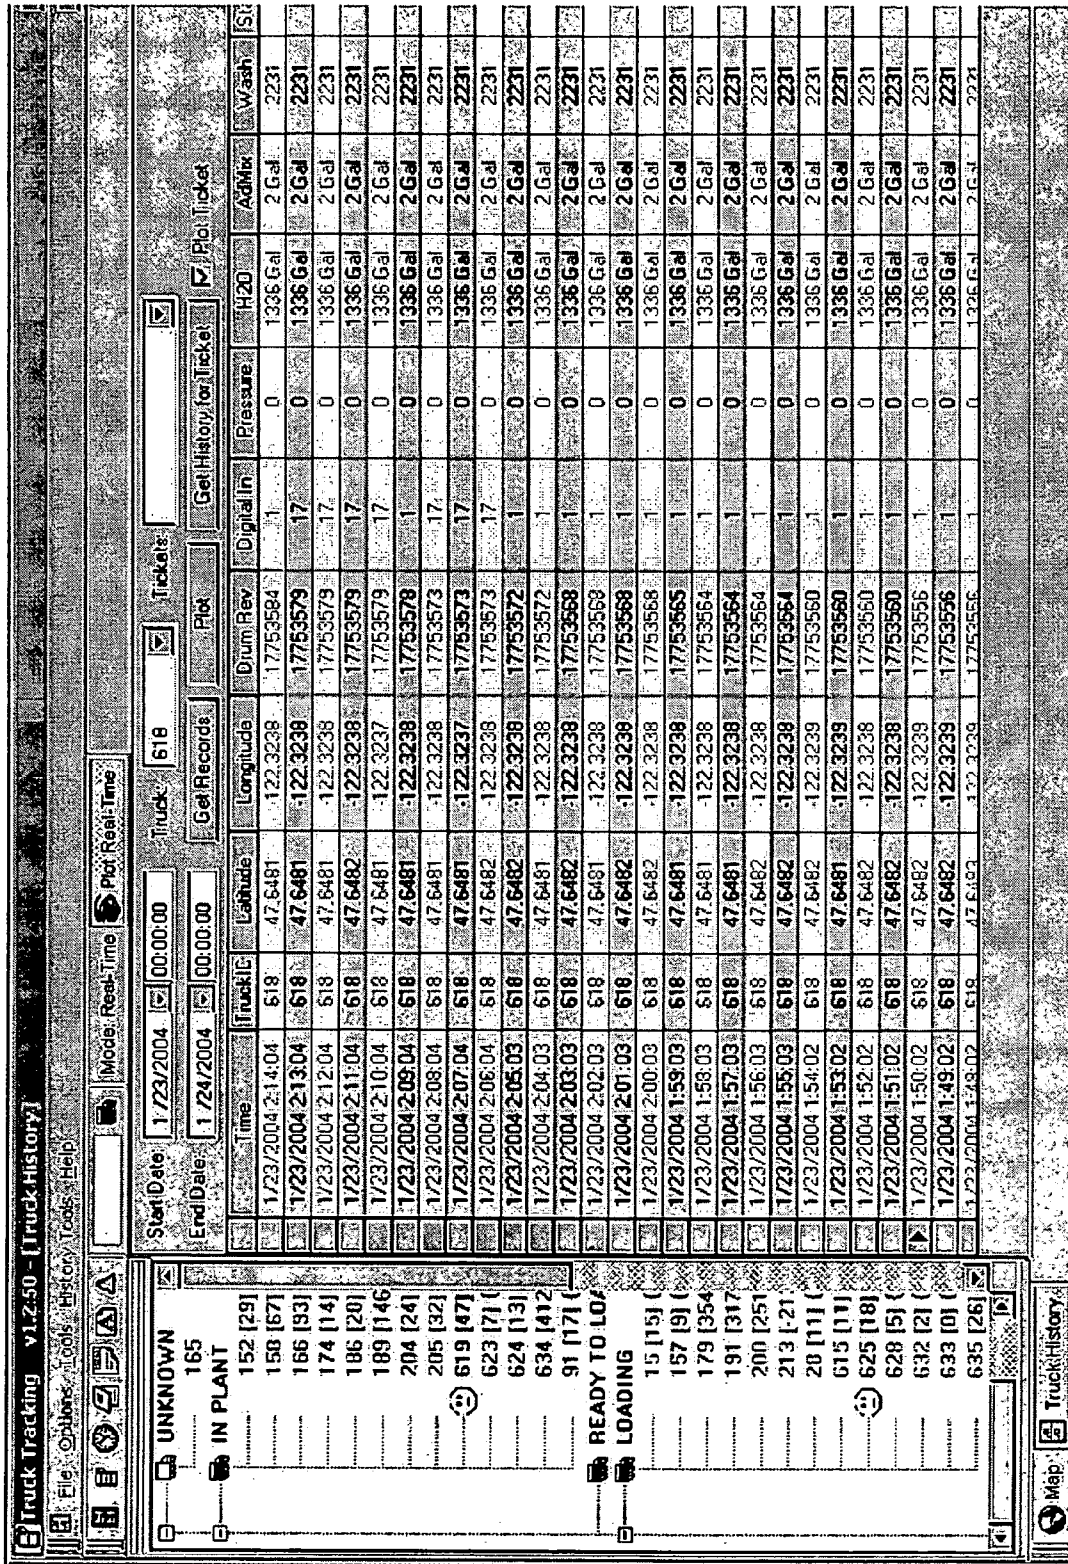 Truck Tracking v1.2.50 - [Truck History]
File Options Tools History Tools Help
Mode: Real-Time Plot Real-Time
UNKNOWN
165
IN PLANT
152 [29]
158 [67]
166 [93]
174 [14]
186 [20]
189 [146
204 [24]
205 [32]
619 [47]
623 [7] (
624 [13]
634 [412
91 [17] (
READY TO LOA
LOADING
15 [15] (
157 [9] (
179 [354
191 [317
200 [251
213 [-21
28 [11] (
615 [11]
625 [18]
628 [5] (
632 [2] (
633 [0] (
635 [26]
Start Date: 1/23/2004 00:00:00 Truck: 618 Tickets:
End Date: 1/24/2004 00:00:00 Get Records Plot Get History for Ticket Plot Ticket
Time Truck ID Latitude Longitude Drum Rev. Digital In Pressure H20 AdMix Wash St
1/23/2004 2:14:04 618 47.6481 -122.3238 17753584 1 0 1336 Gal 2 Gal 2231
1/23/2004 2:13:04 618 47.6481 -122.3238 17753579 17 0 1336 Gal 2 Gal 2231
1/23/2004 2:12:04 618 47.6481 -122.3238 17753579 17 0 1336 Gal 2 Gal 2231
1/23/2004 2:11:04 618 47.6482 -122.3238 17753579 17 0 1336 Gal 2 Gal 2231
1/23/2004 2:10:04 618 47.6481 -122.3237 17753579 17 0 1336 Gal 2 Gal 2231
1/23/2004 2:09:04 618 47.6481 -122.3238 17753578 1 0 1336 Gal 2 Gal 2231
1/23/2004 2:08:04 618 47.6481 -122.3238 17753573 17 0 1336 Gal 2 Gal 2231
1/23/2004 2:07:04 618 47.6481 -122.3237 17753573 17 0 1336 Gal 2 Gal 2231
1/23/2004 2:06:04 618 47.6482 -122.3238 17753573 17 0 1336 Gal 2 Gal 2231
1/23/2004 2:05:03 618 47.6482 -122.3238 17753572 1 0 1336 Gal 2 Gal 2231
1/23/2004 2:04:03 618 47.6481 -122.3238 17753572 1 0 1336 Gal 2 Gal 2231
1/23/2004 2:03:03 618 47.6482 -122.3238 17753568 1 0 1336 Gal 2 Gal 2231
1/23/2004 2:02:03 618 47.6481 -122.3238 17753568 1 0 1336 Gal 2 Gal 2231
1/23/2004 2:01:03 618 47.6482 -122.3239 17753568 1 0 1336 Gal 2 Gal 2231
1/23/2004 2:00:03 618 47.6481 -122.3238 17753568 1 0 1336 Gal 2 Gal 2231
1/23/2004 1:59:03 618 47.6481 -122.3238 17753565 1 0 1336 Gal 2 Gal 2231
1/23/2004 1:58:03 618 47.6481 -122.3238 17753564 1 0 1336 Gal 2 Gal 2231
1/23/2004 1:57:03 618 47.6481 -122.3238 17753564 1 0 1336 Gal 2 Gal 2231
1/23/2004 1:56:03 618 47.6482 -122.3238 17753564 1 0 1336 Gal 2 Gal 2231
1/23/2004 1:55:03 618 47.6482 -122.3238 17753564 1 0 1336 Gal 2 Gal 2231
1/23/2004 1:54:02 618 47.6482 -122.3239 17753560 1 0 1336 Gal 2 Gal 2231
1/23/2004 1:53:02 618 47.6482 -122.3239 17753560 1 0 1336 Gal 2 Gal 2231
1/23/2004 1:52:02 618 47.6482 -122.3238 17753560 1 0 1336 Gal 2 Gal 2231
1/23/2004 1:51:02 618 47.6482 -122.3238 17753560 1 0 1336 Gal 2 Gal 2231
1/23/2004 1:50:02 618 47.6482 -122.3239 17753556 1 0 1336 Gal 2 Gal 2231
1/23/2004 1:49:02 618 47.6482 -122.3239 17753556 1 0 1336 Gal 2 Gal 2231
Map Truck History